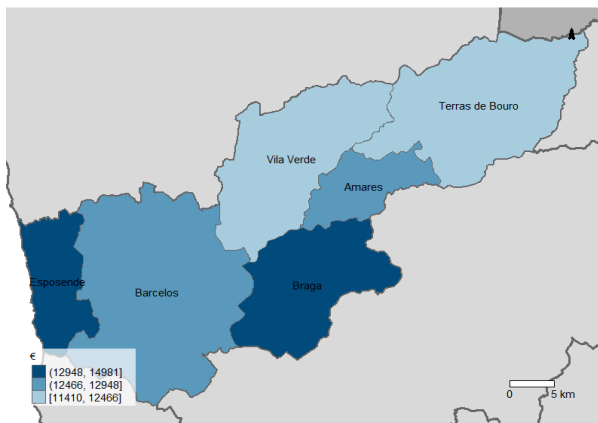 Terras de Bouro
Vila Verde
Amares
Esposende
Barcelos
Braga
€
(12948, 14981]
(12466, 12948]
[11410, 12466]
0 5 km